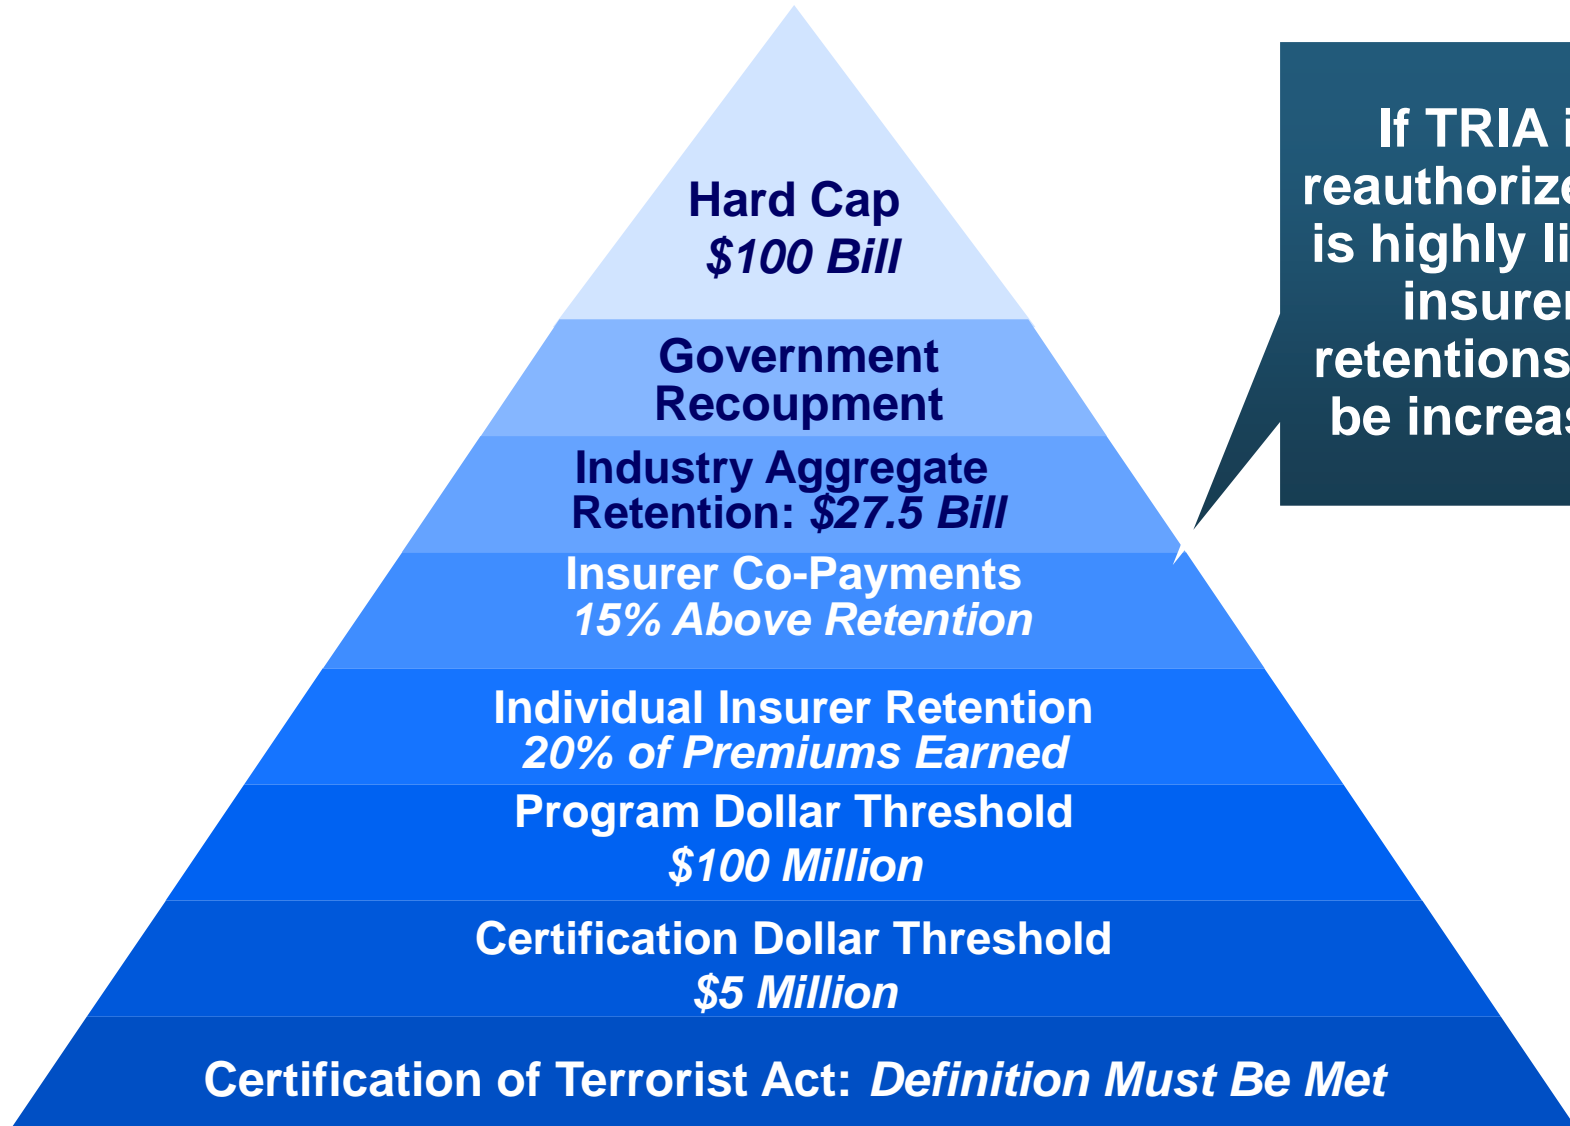 Hard Cap
$100 Bill
Government
Recoupment
Industry Aggregate
Retention: $27.5 Bill
Insurer Co-Payments
15% Above Retention
Individual Insurer Retention
20% of Premiums Earned
Program Dollar Threshold
$100 Million
Certification Dollar Threshold
$5 Million
Certification of Terrorist Act: Definition Must Be Met
If TRIA
is highly
retentions
be